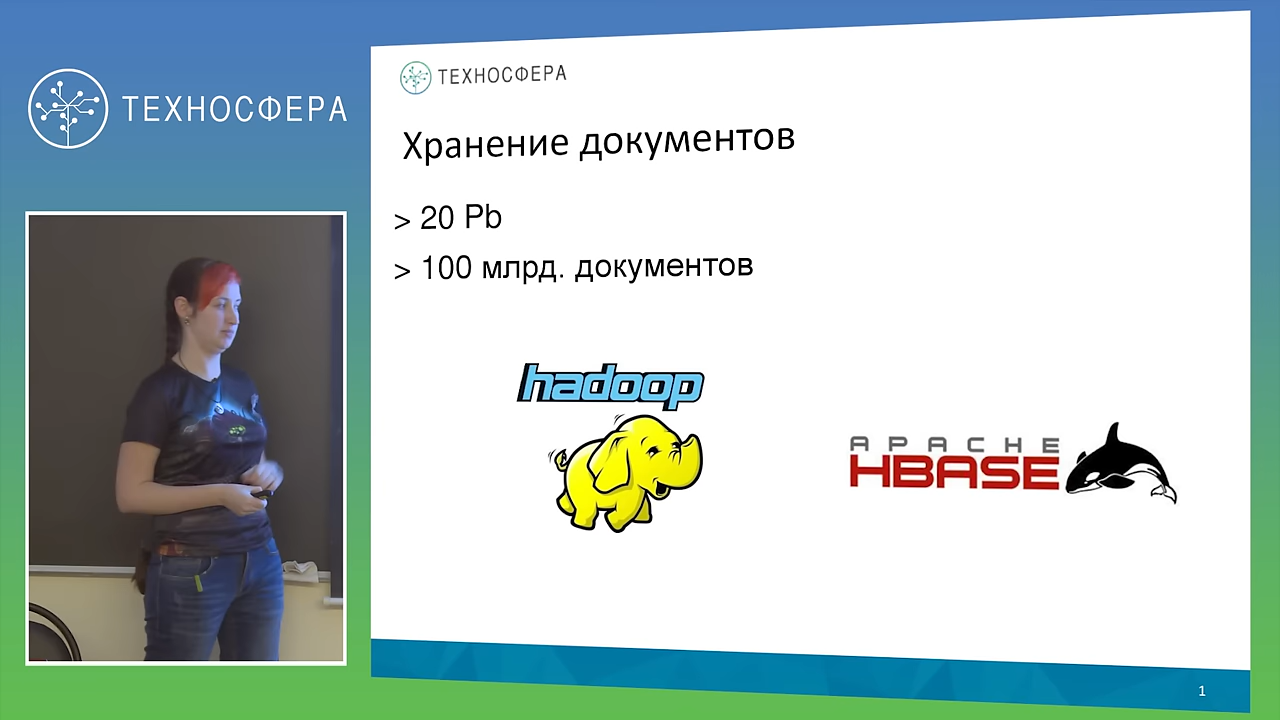 ТЕХНОСФЕРА
ТЕХНОСФЕРА
Хранение документов
> 20 Pb
> 100 млрд. документов
hadoop
APACHE
HBASE
1